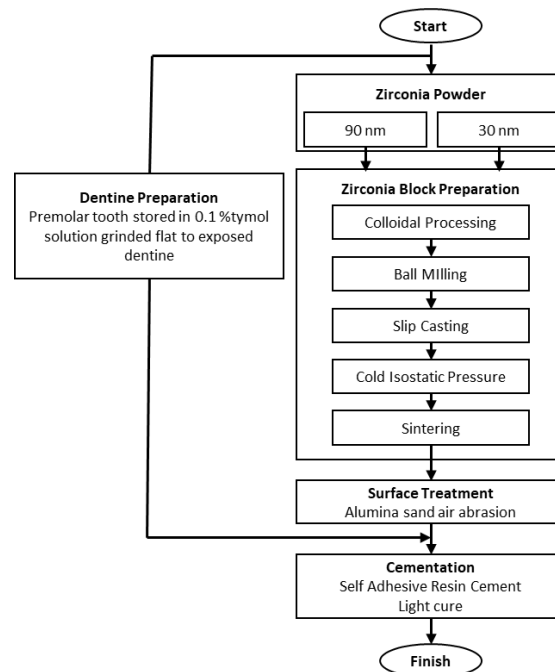 Start
Zirconia Powder
90 nm
30 nm
Dentine Preparation
Premolar tooth stored in 0.1 %tymol
solution grinded flat to exposed
dentine
Zirconia Block Preparation
Colloidal Processing
Ball MIlling
Slip Casting
Cold Isostatic Pressure
Sintering
Surface Treatment
Alumina sand air abrasion
Cementation
Self Adhesive Resin Cement
Light cure
Finish